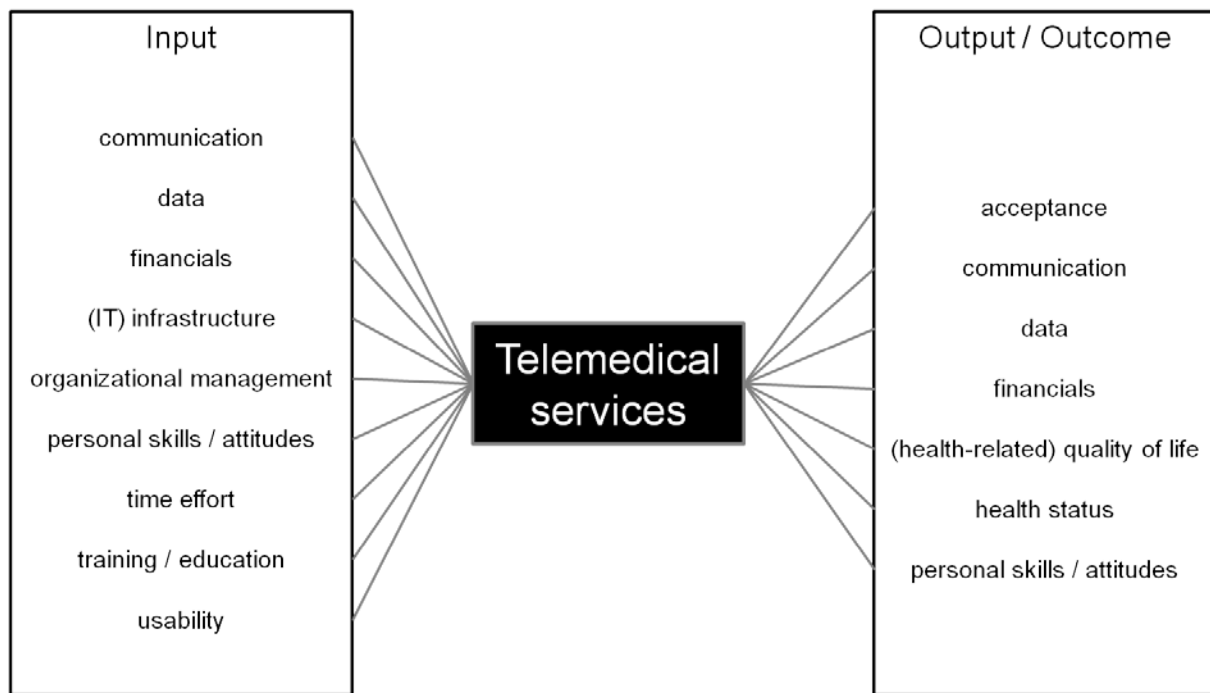 Input
communication
data
financials
(IT) infrastructure
organizational management
personal skills / attitudes
time effort
training / education
usability
Telemedical
services
Output / Outcome
acceptance
communication
data
financials
(health-related) quality of life
health status
personal skills / attitudes